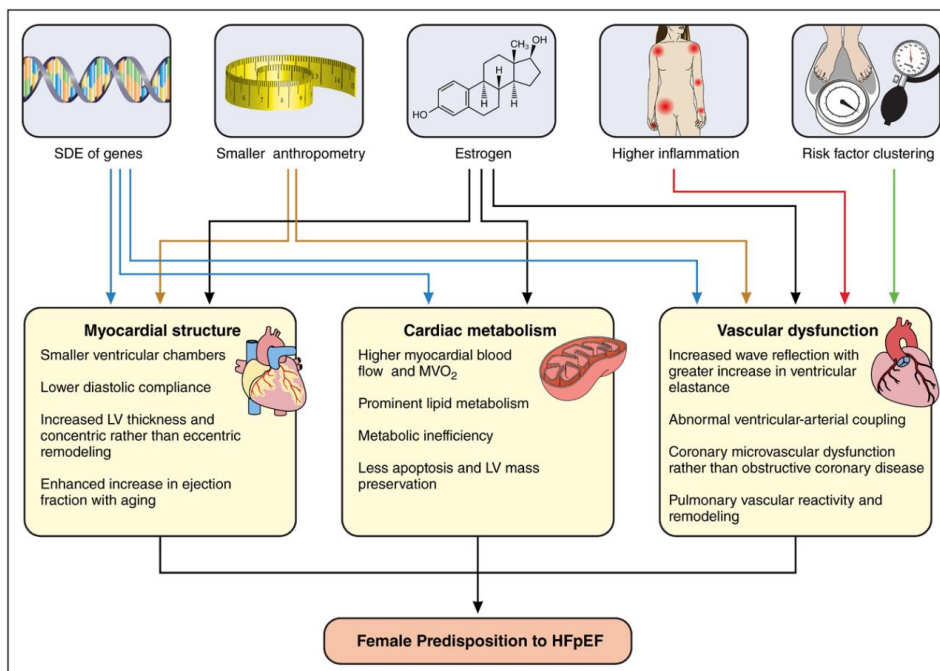 CH₃
OH
H
H
H
HO
SDE of genes
Smaller anthropometry
Estrogen
Higher inflammation
Risk factor clustering
Myocardial structure
Smaller ventricular chambers
Lower diastolic compliance
Increased LV thickness and
concentric rather than eccentric
remodeling
Enhanced increase in ejection
fraction with aging
Cardiac metabolism
Higher myocardial blood
flow and MVO₂
Prominent lipid metabolism
Metabolic inefficiency
Less apoptosis and LV mass
preservation
Vascular dysfunction
Increased wave reflection with
greater increase in ventricular
elastance
Abnormal ventricular-arterial coupling
Coronary microvascular dysfunction
rather than obstructive coronary disease
Pulmonary vascular reactivity and
remodeling
Female Predisposition to HFpEF